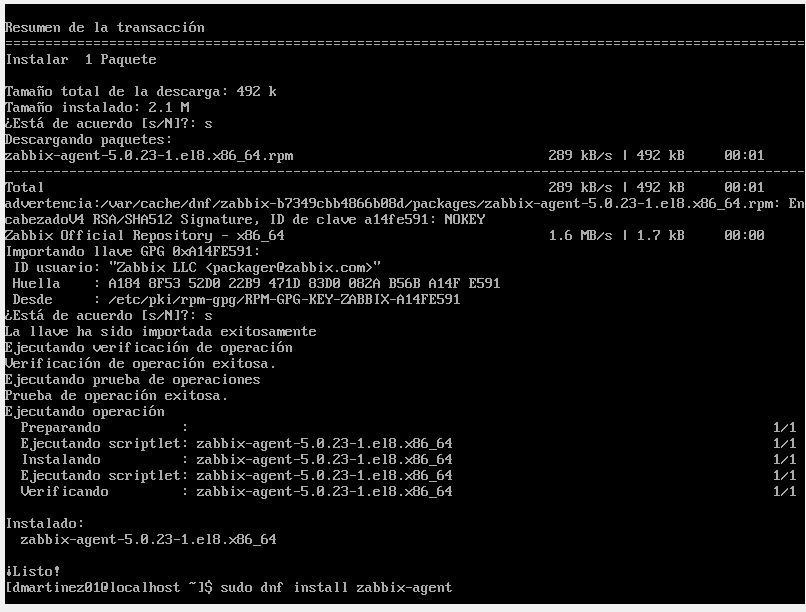 Resumen de la transacción
================================================================================
Instalar  1 Paquete
Tamaño total de la descarga: 492 k
Tamaño instalado: 2.1 M
¿Está de acuerdo [s/N]?: s
Descargando paquetes:
zabbix-agent-5.0.23-1.el8.x86_64.rpm 289 kB/s | 492 kB 00:01
--------------------------------------------------------------------------------
Total 289 kB/s | 492 kB 00:01
advertencia:/var/cache/dnf/zabbix-b7349cbb4866b08d/packages/zabbix-agent-5.0.23-1.el8.x86_64.rpm: En
cabezadoV4 RSA/SHA512 Signature, ID de clave a14fe591: NOKEY
Zabbix Official Repository - x86_64 1.6 MB/s | 1.7 kB 00:00
Importando llave GPG 0xA14FE591:
 ID usuario: "Zabbix LLC <packager@zabbix.com>"
 Huella    : A184 8F53 52D0 22B9 471D 83D0 082A B56B A14F E591
 Desde     : /etc/pki/rpm-gpg/RPM-GPG-KEY-ZABBIX-A14FE591
¿Está de acuerdo [s/N]?: s
La llave ha sido importada exitosamente
Ejecutando verificación de operación
Verificación de operación exitosa.
Ejecutando prueba de operaciones
Prueba de operación exitosa.
Ejecutando operación
  Preparando          : 1/1
  Ejecutando scriptlet: zabbix-agent-5.0.23-1.el8.x86_64 1/1
  Instalando          : zabbix-agent-5.0.23-1.el8.x86_64 1/1
  Ejecutando scriptlet: zabbix-agent-5.0.23-1.el8.x86_64 1/1
  Verificando         : zabbix-agent-5.0.23-1.el8.x86_64 1/1
Instalado:
  zabbix-agent-5.0.23-1.el8.x86_64
¡Listo!
[dmartinez01@localhost ~]$ sudo dnf install zabbix-agent